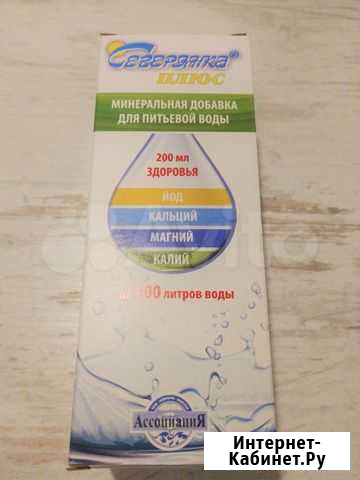 Северянка®
ПЛЮС
МИНЕРАЛЬНАЯ ДОБАВКА
ДЛЯ ПИТЬЕВОЙ ВОДЫ
200 мл
ЗДОРОВЬЯ
ЙОД
КАЛЬЦИЙ
МАГНИЙ
КАЛИЙ
литров воды
АссоциациЯ
Интернет-
Кабинет.Ру